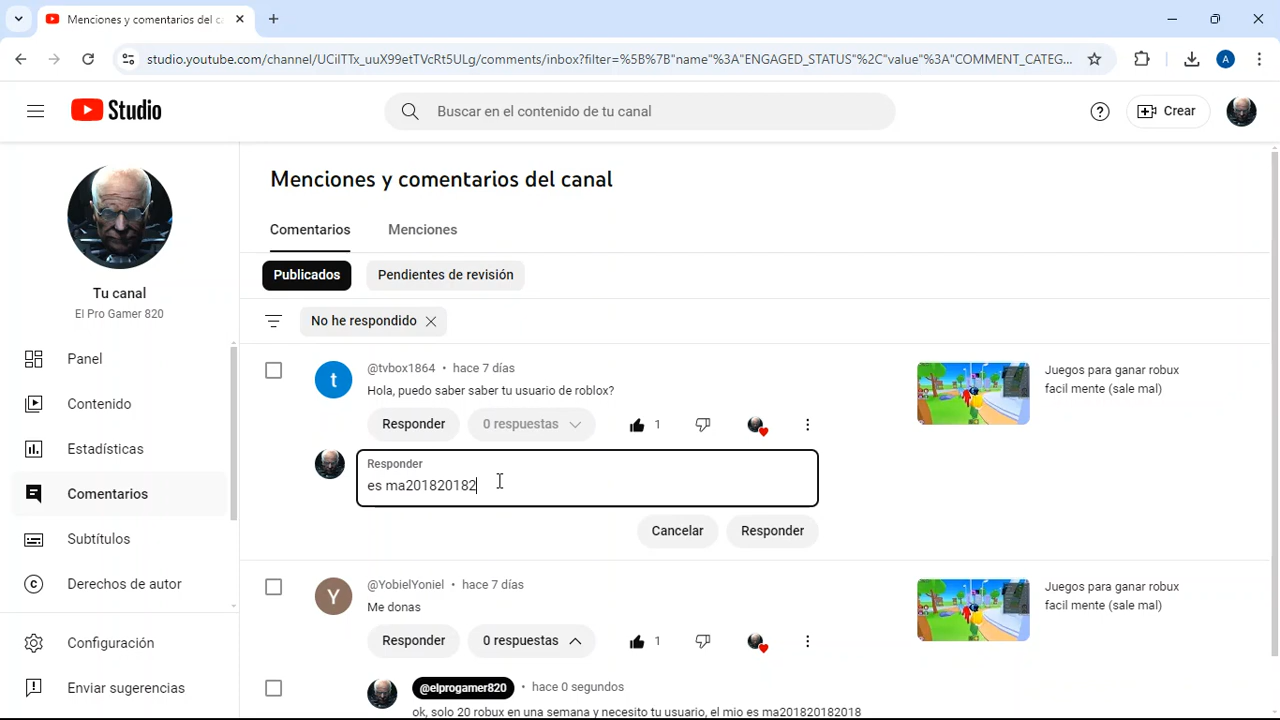 Menciones y comentarios del c
studio.youtube.com/channel/UCiITTx_uuX99etTVcRt5ULg/comments/inbox?filter=%5B%7B"name"%3A"ENGAGED_STATUS"%2C"value"%3A"COMMENT_CATEG...
A
Studio
Buscar en el contenido de tu canal
Crear
Tu canal
El Pro Gamer 820
Panel
Contenido
Estadísticas
Comentarios
Subtítulos
Derechos de autor
Configuración
Enviar sugerencias
Menciones y comentarios del canal
Comentarios Menciones
Publicados Pendientes de revisión
No he respondido
t
@tvbox1864 • hace 7 días
Hola, puedo saber saber tu usuario de roblox?
Responder 0 respuestas 1
Juegos para ganar robux
facil mente (sale mal)
Responder
es ma201820182
Cancelar Responder
Y
@YobielYoniel • hace 7 días
Me donas
Responder 0 respuestas 1
Juegos para ganar robux
facil mente (sale mal)
@elprogamer820 • hace 0 segundos
ok, solo 20 robux en una semana y necesito tu usuario, el mio es ma201820182018